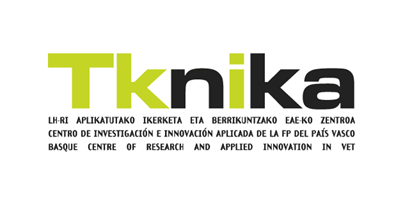 Tknika
LH-RI APLIKATUTAKO IKERKETA ETA BERRIKUNTZAKO EAE-KO ZENTROA
CENTRO DE INVESTIGACIÓN E INNOVACIÓN APLICADA DE LA FP DEL PAÍS VASCO
BASQUE CENTRE OF RESEARCH AND APPLIED INNOVATION IN VET